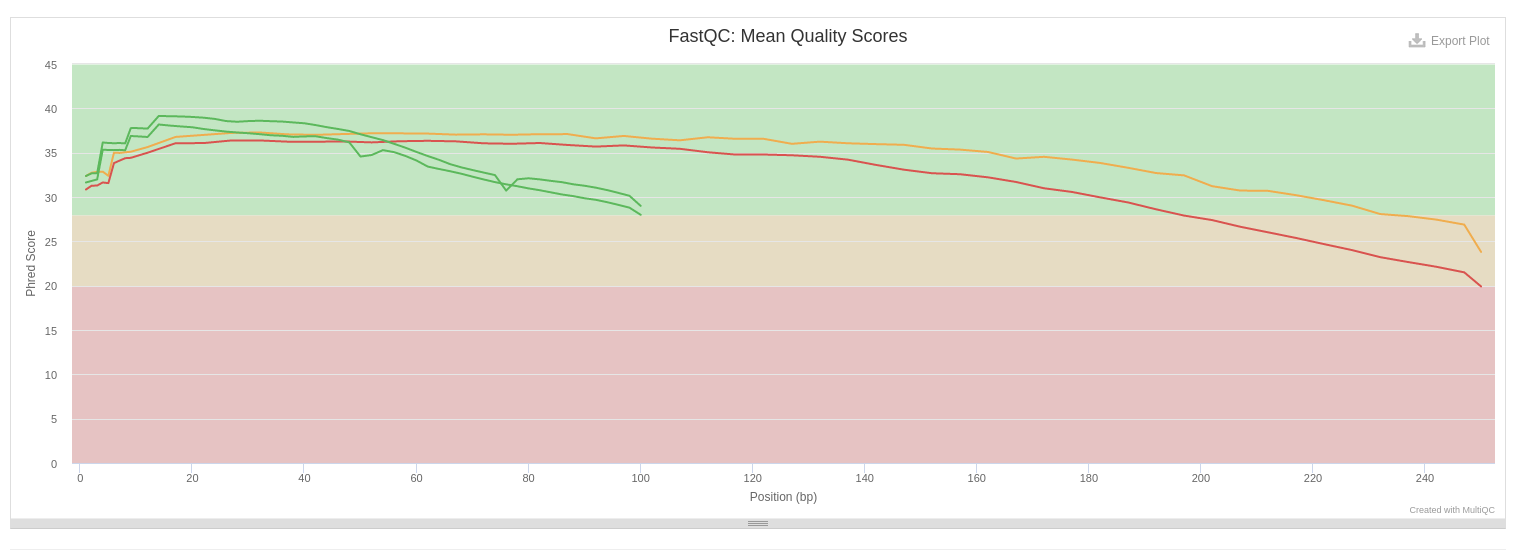 FastQC: Mean Quality Scores
Export Plot
Phred Score
45
40
35
30
25
20
15
10
5
0
0 20 40 60 80 100 120 140 160 180 200 220 240
Position (bp)
Created with MultiQC